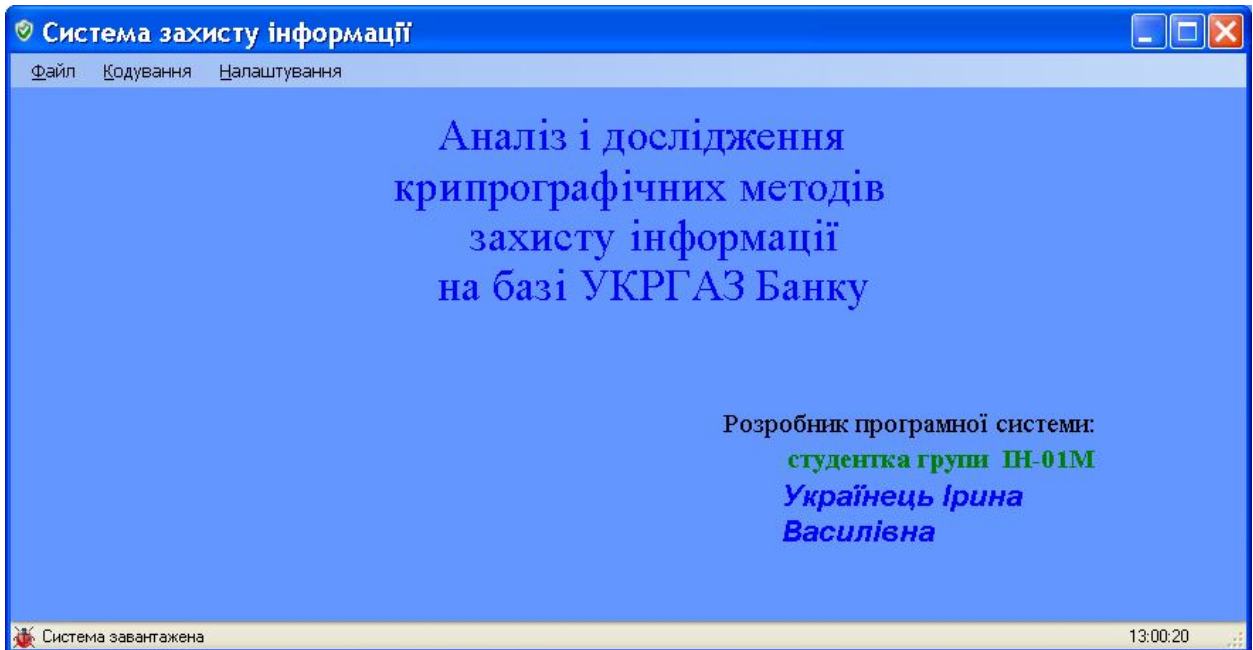 Система захисту інформації
Файл Кодування Налаштування
Аналіз і дослідження
крипрографічних методів
захисту інформації
на базі УКРГАЗ Банку
Розробник програмної системи:
студентка групи ІН-01М
Українець Ірина
Василівна
Система завантажена 13:00:20